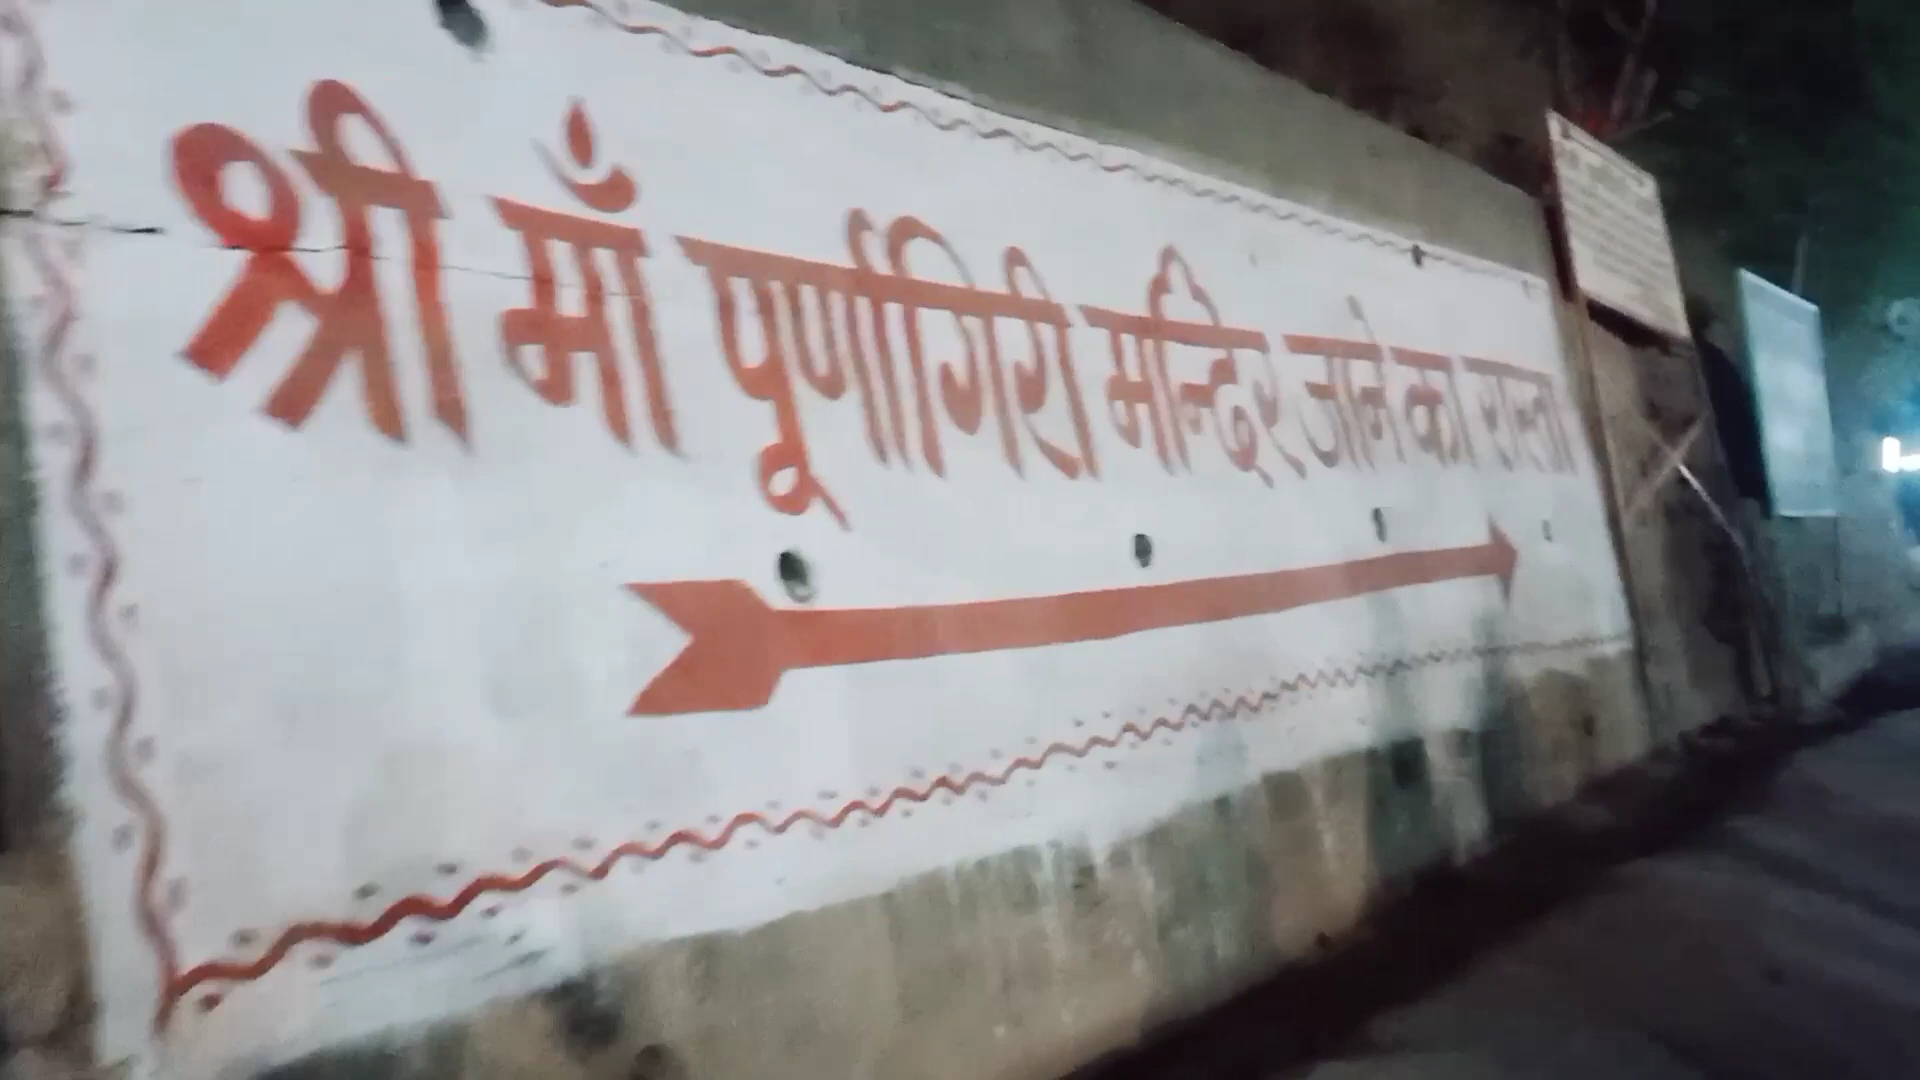 श्री माँ पूर्णागिरी मन्दिर जाने का रास्ता